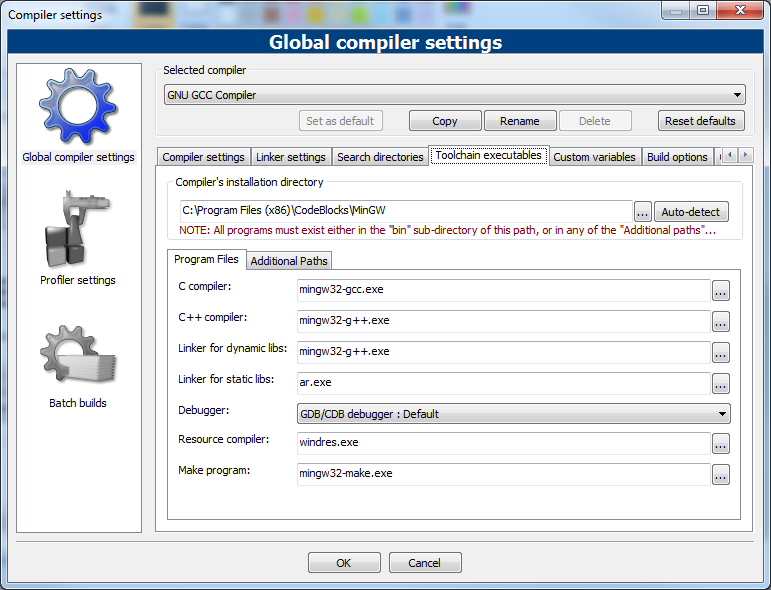 Compiler settings
Global compiler settings
Global compiler settings
Profiler settings
Batch builds
Selected compiler
GNU GCC Compiler
Set as default Copy Rename Delete Reset defaults
Compiler settings Linker settings Search directories Toolchain executables Custom variables Build options
Compiler's installation directory
C:\Program Files (x86)\CodeBlocks\MinGW ... Auto-detect
NOTE: All programs must exist either in the "bin" sub-directory of this path, or in any of the "Additional paths"...
Program Files Additional Paths
C compiler: mingw32-gcc.exe ...
C++ compiler: mingw32-g++.exe ...
Linker for dynamic libs: mingw32-g++.exe ...
Linker for static libs: ar.exe ...
Debugger: GDB/CDB debugger : Default
Resource compiler: windres.exe ...
Make program: mingw32-make.exe ...
OK Cancel